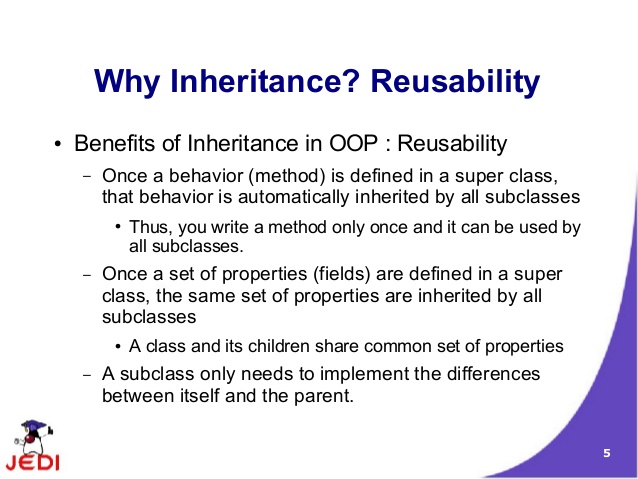 Why Inheritance? Reusability
• Benefits of Inheritance in OOP : Reusability
– Once a behavior (method) is defined in a super class,
that behavior is automatically inherited by all subclasses
• Thus, you write a method only once and it can be used by
all subclasses.
– Once a set of properties (fields) are defined in a super
class, the same set of properties are inherited by all
subclasses
• A class and its children share common set of properties
– A subclass only needs to implement the differences
between itself and the parent.
JEDI
5